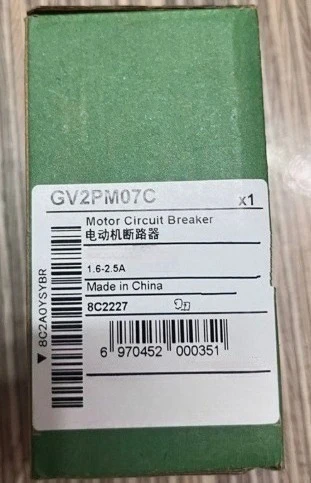 GV2PM07C x1
Motor Circuit Breaker
电动机断路器
1.6-2.5A
Made in China
8C2227
6 970452 000351
▼ 8C2A0YSYBR